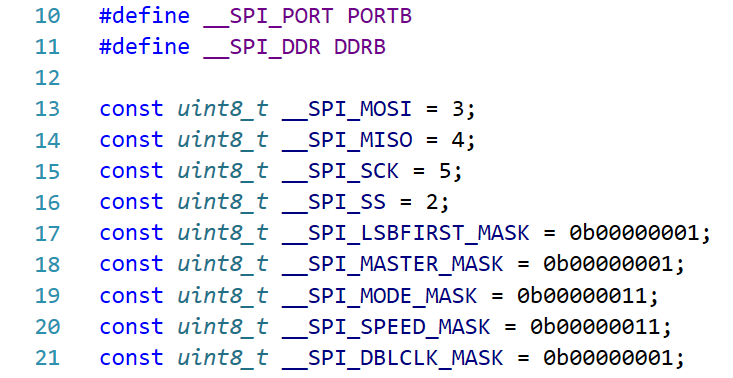 10 #define __SPI_PORT PORTB
11 #define __SPI_DDR DDRB
12
13 const uint8_t __SPI_MOSI = 3;
14 const uint8_t __SPI_MISO = 4;
15 const uint8_t __SPI_SCK = 5;
16 const uint8_t __SPI_SS = 2;
17 const uint8_t __SPI_LSBFIRST_MASK = 0b00000001;
18 const uint8_t __SPI_MASTER_MASK = 0b00000001;
19 const uint8_t __SPI_MODE_MASK = 0b00000011;
20 const uint8_t __SPI_SPEED_MASK = 0b00000011;
21 const uint8_t __SPI_DBLCLK_MASK = 0b00000001;